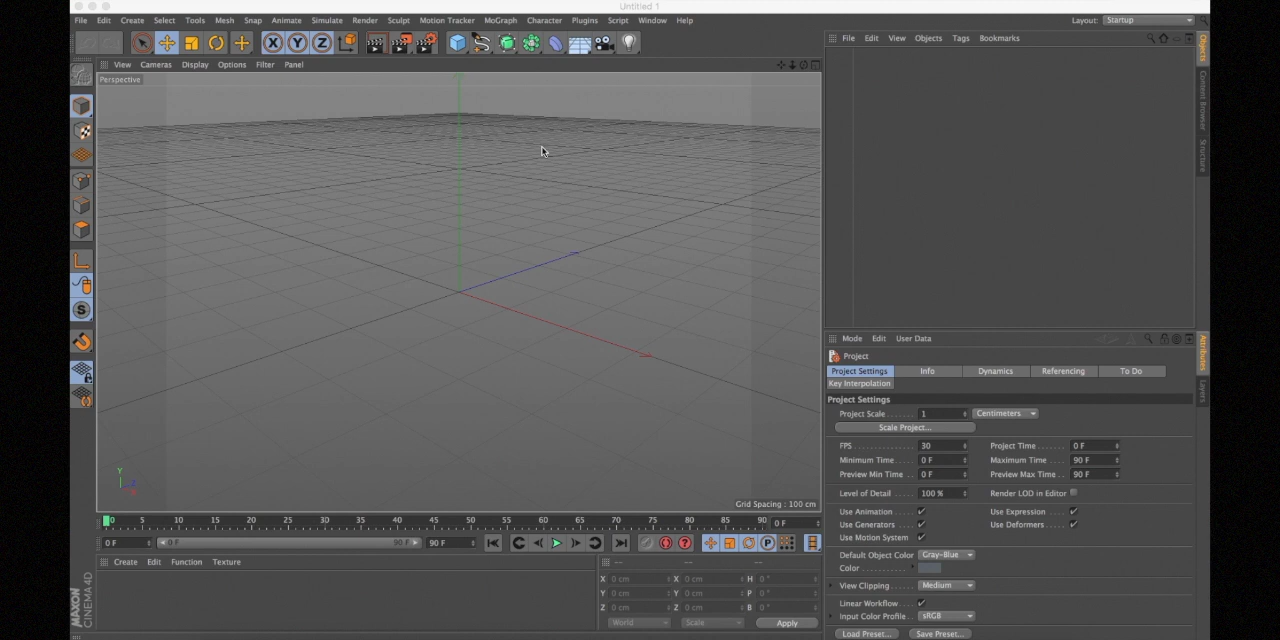 Untitled 1
File Edit Create Select Tools Mesh Snap Animate Simulate Render Sculpt Motion Tracker MoGraph Character Plugins Script Window Help
Layout: Startup
X Y Z
File Edit View Objects Tags Bookmarks
Objects
Content Browser
Structure
View Cameras Display Options Filter Panel
Perspective
S
Y
Z
X
Grid Spacing : 100 cm
0 5 10 15 20 25 30 35 40 45 50 55 60 65 70 75 80 85 90 0 F
0 F 0 F 90 F 90 F
P
Create Edit Function Texture
-- -- --
X 0 cm X 0 cm H 0 °
Y 0 cm Y 0 cm P 0 °
Z 0 cm Z 0 cm B 0 °
World Scale Apply
MAXON
CINEMA 4D
Mode Edit User Data
Attributes
Layers
Project
Project Settings Info Dynamics Referencing To Do
Key Interpolation
Project Settings
Project Scale 1 Centimeters
Scale Project...
FPS 30 Project Time 0 F
Minimum Time 0 F Maximum Time 90 F
Preview Min Time 0 F Preview Max Time 90 F
Level of Detail 100 % Render LOD in Editor
Use Animation Use Expression
Use Generators Use Deformers
Use Motion System
Default Object Color Gray-Blue
Color
View Clipping Medium
Linear Workflow
Input Color Profile sRGB
Load Preset... Save Preset...